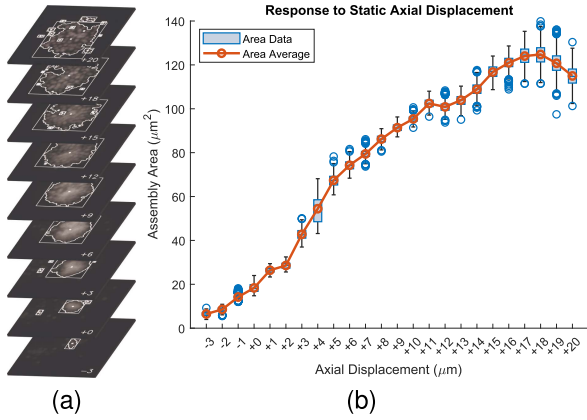 +20
+18
+15
+12
+9
+6
+3
+0
-3
(a)
Response to Static Axial Displacement
Area Data
Area Average
Assembly Area (μm²)
140
120
100
80
60
40
20
0
-3 -2 -1 +0 +1 +2 +3 +4 +5 +6 +7 +8 +9 +10 +11 +12 +13 +14 +15 +16 +17 +18 +19 +20
Axial Displacement (μm)
(b)